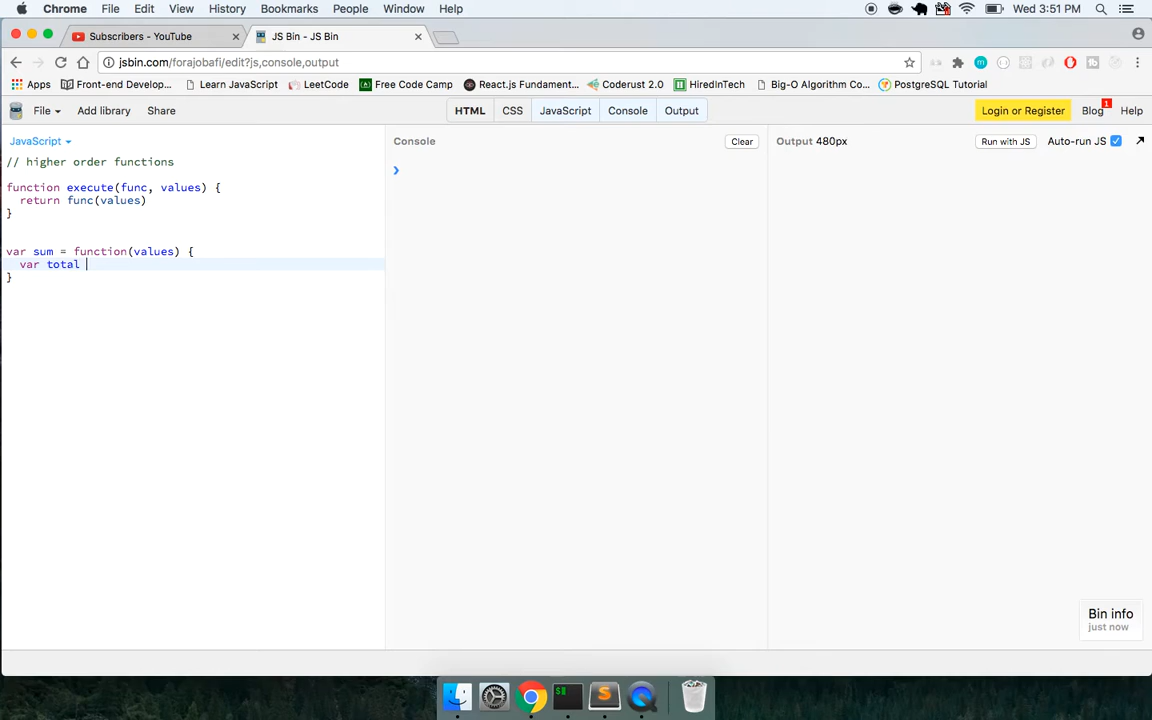 Chrome File Edit View History Bookmarks People Window Help Wed 3:51 PM
Subscribers - YouTube JS Bin - JS Bin
jsbin.com/forajobafi/edit?js,console,output
Apps Front-end Develop... Learn JavaScript LeetCode Free Code Camp React.js Fundament... Coderust 2.0 HiredInTech Big-O Algorithm Co... PostgreSQL Tutorial
File Add library Share HTML CSS JavaScript Console Output Login or Register Blog 1 Help
JavaScript Console Clear Output 480px Run with JS Auto-run JS
// higher order functions
function execute(func, values) {
return func(values)
}
var sum = function(values) {
var total
}
Bin info
just now